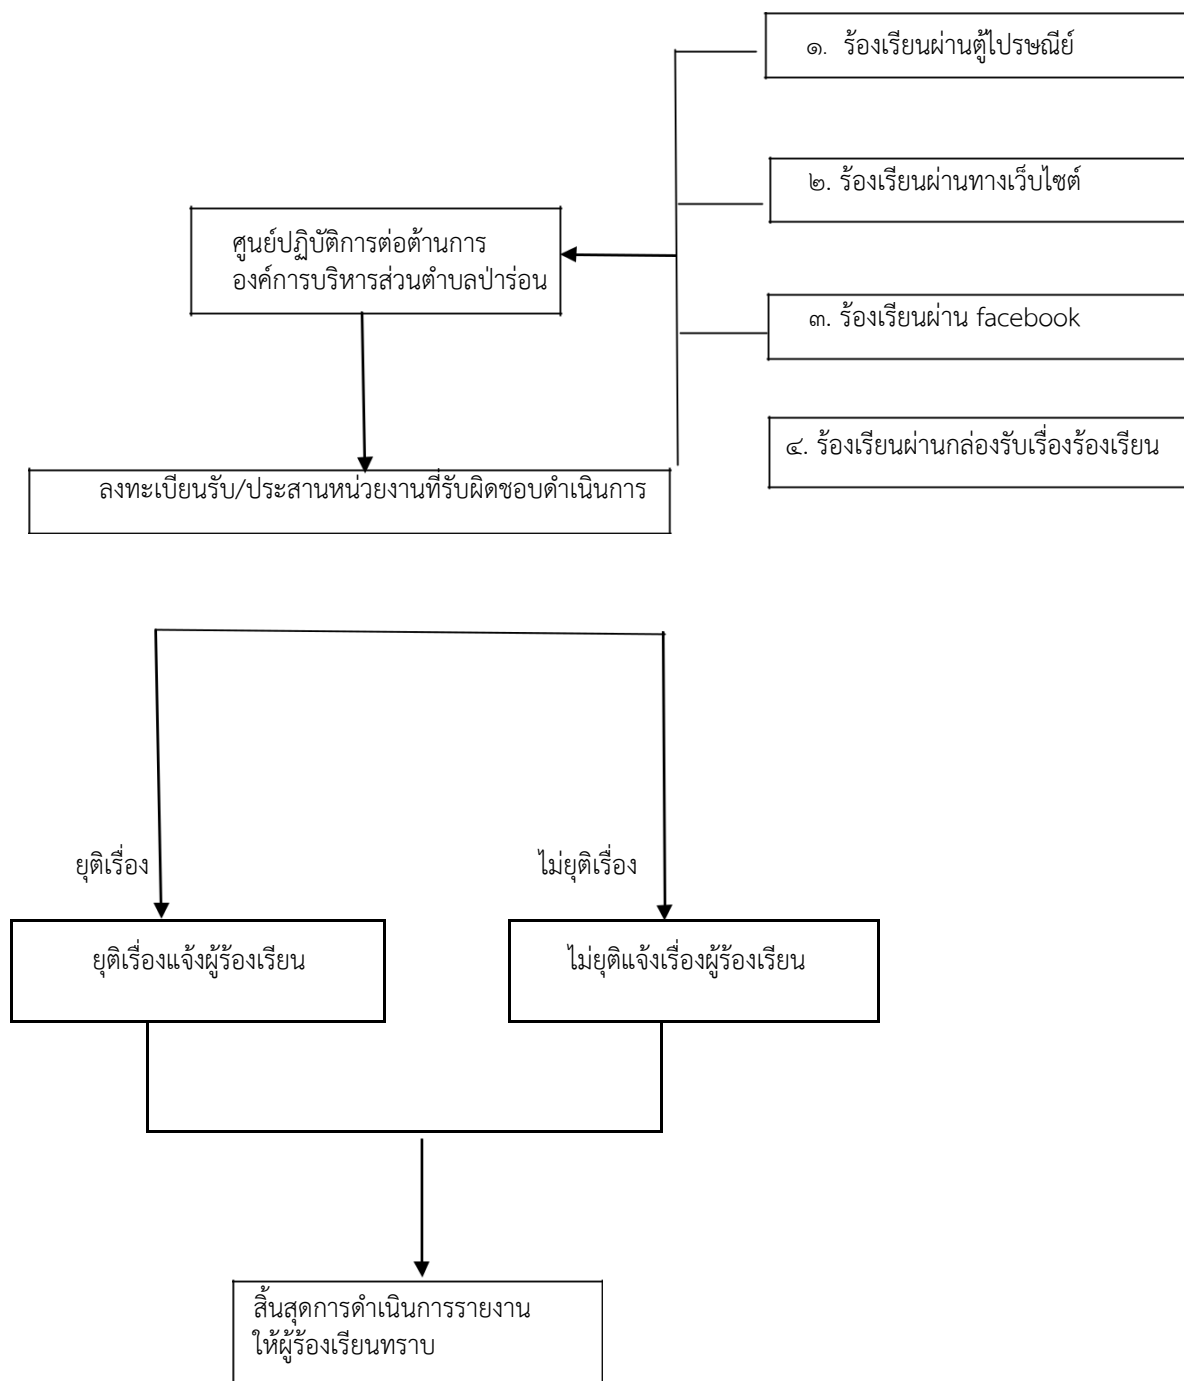 ๑. ร้องเรียนผ่านตู้ไปรษณีย์
๒. ร้องเรียนผ่านทางเว็บไซต์
ศูนย์ปฏิบัติการต่อต้านการ
องค์การบริหารส่วนตำบลป่าร่อน
๓. ร้องเรียนผ่าน facebook
๔. ร้องเรียนผ่านกล่องรับเรื่องร้องเรียน
ลงทะเบียนรับ/ประสานหน่วยงานที่รับผิดชอบดำเนินการ
ยุติเรื่อง
ไม่ยุติเรื่อง
ยุติเรื่องแจ้งผู้ร้องเรียน
ไม่ยุติแจ้งเรื่องผู้ร้องเรียน
สิ้นสุดการดำเนินการรายงาน
ให้ผู้ร้องเรียนทราบ